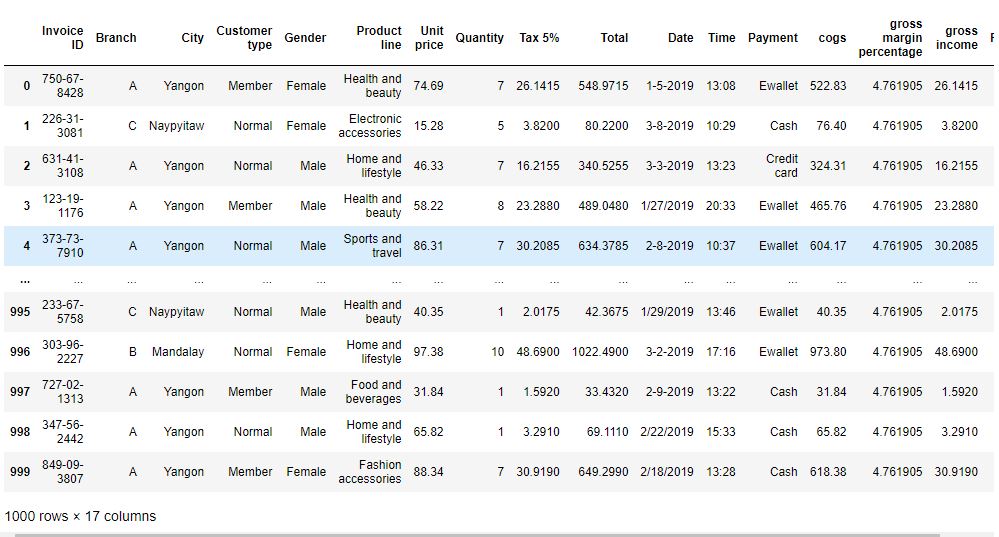 Invoice ID Branch City Customer type Gender Product line Unit price Quantity Tax 5% Total Date Time Payment cogs gross margin percentage gross income
0 750-67-8428 A Yangon Member Female Health and beauty 74.69 7 26.1415 548.9715 1-5-2019 13:08 Ewallet 522.83 4.761905 26.1415
1 226-31-3081 C Naypyitaw Normal Female Electronic accessories 15.28 5 3.8200 80.2200 3-8-2019 10:29 Cash 76.40 4.761905 3.8200
2 631-41-3108 A Yangon Normal Male Home and lifestyle 46.33 7 16.2155 340.5255 3-3-2019 13:23 Credit card 324.31 4.761905 16.2155
3 123-19-1176 A Yangon Member Male Health and beauty 58.22 8 23.2880 489.0480 1/27/2019 20:33 Ewallet 465.76 4.761905 23.2880
4 373-73-7910 A Yangon Normal Male Sports and travel 86.31 7 30.2085 634.3785 2-8-2019 10:37 Ewallet 604.17 4.761905 30.2085
... ... ... ... ... ... ... ... ... ... ... ... ... ... ... ... ...
995 233-67-5758 C Naypyitaw Normal Male Health and beauty 40.35 1 2.0175 42.3675 1/29/2019 13:46 Ewallet 40.35 4.761905 2.0175
996 303-96-2227 B Mandalay Normal Female Home and lifestyle 97.38 10 48.6900 1022.4900 3-2-2019 17:16 Ewallet 973.80 4.761905 48.6900
997 727-02-1313 A Yangon Member Male Food and beverages 31.84 1 1.5920 33.4320 2-9-2019 13:22 Cash 31.84 4.761905 1.5920
998 347-56-2442 A Yangon Normal Male Home and lifestyle 65.82 1 3.2910 69.1110 2/22/2019 15:33 Cash 65.82 4.761905 3.2910
999 849-09-3807 A Yangon Member Female Fashion accessories 88.34 7 30.9190 649.2990 2/18/2019 13:28 Cash 618.38 4.761905 30.9190
1000 rows × 17 columns